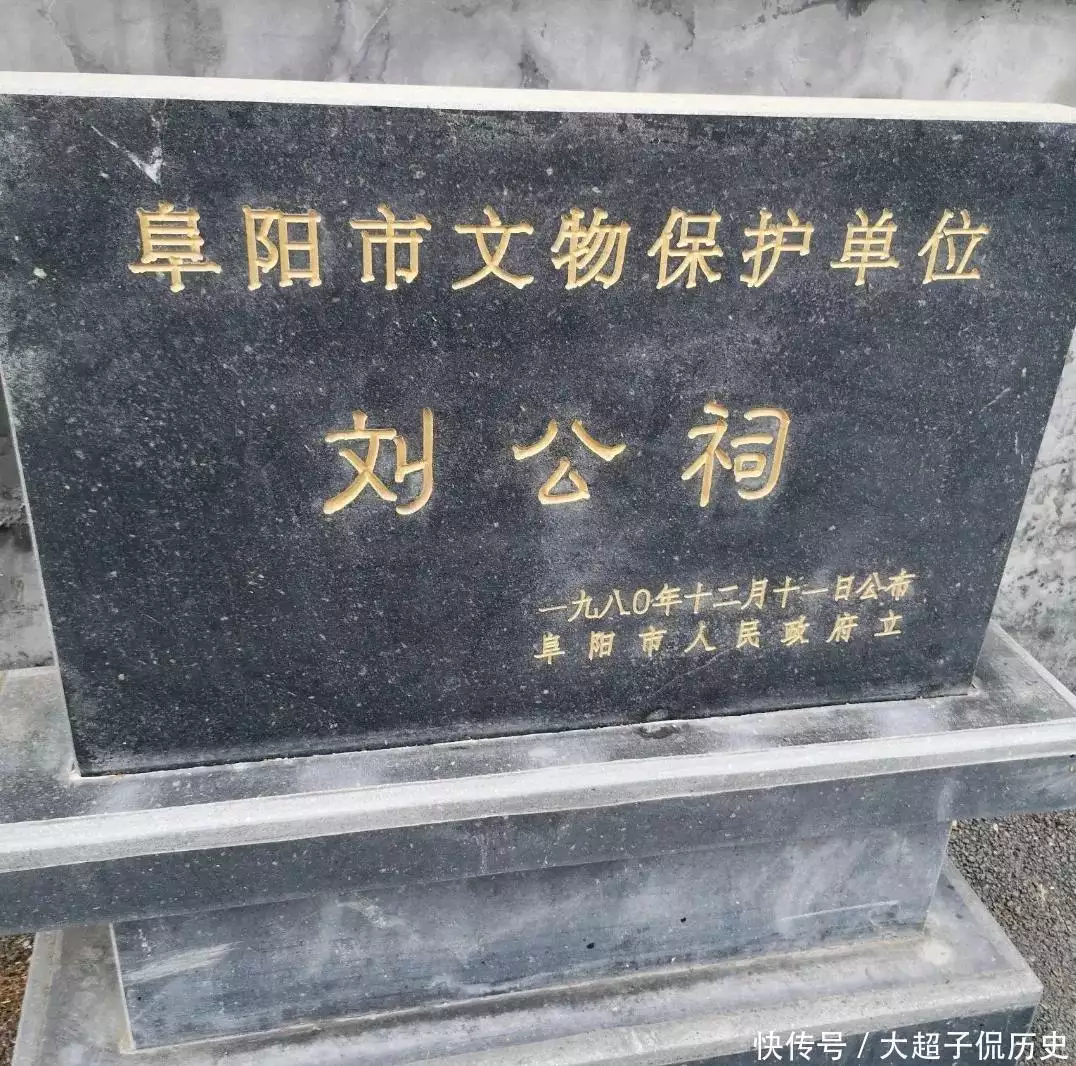 阜阳市文物保护单位
刘公祠
一九八〇年十二月十一日公布
阜阳市人民政府立
快传号/大超子侃历史